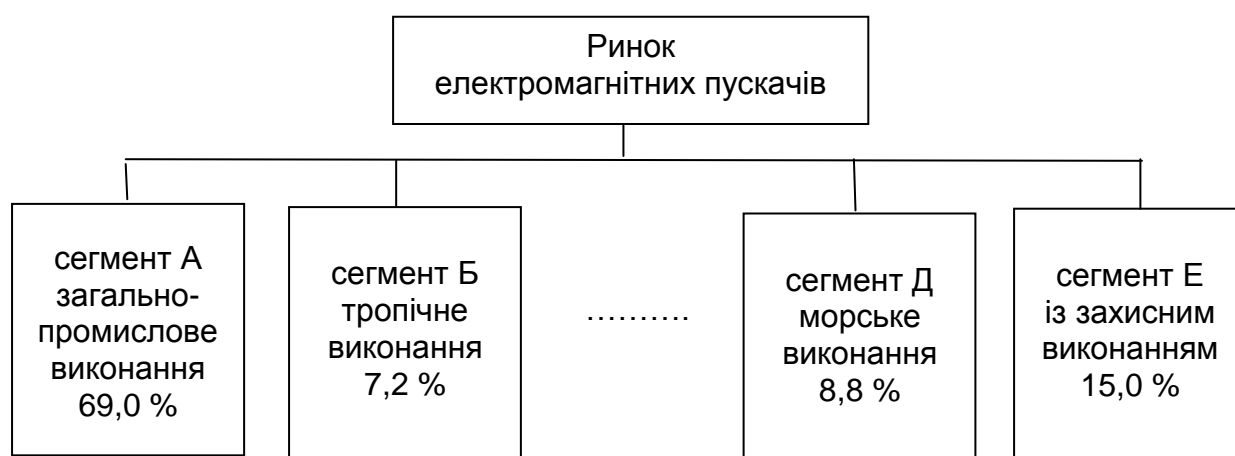 Ринок
електромагнітних пускачів
сегмент А
загально-
промислове
виконання
69,0 %
сегмент Б
тропічне
виконання
7,2 %
……….
сегмент Д
морське
виконання
8,8 %
сегмент Е
із захисним
виконанням
15,0 %